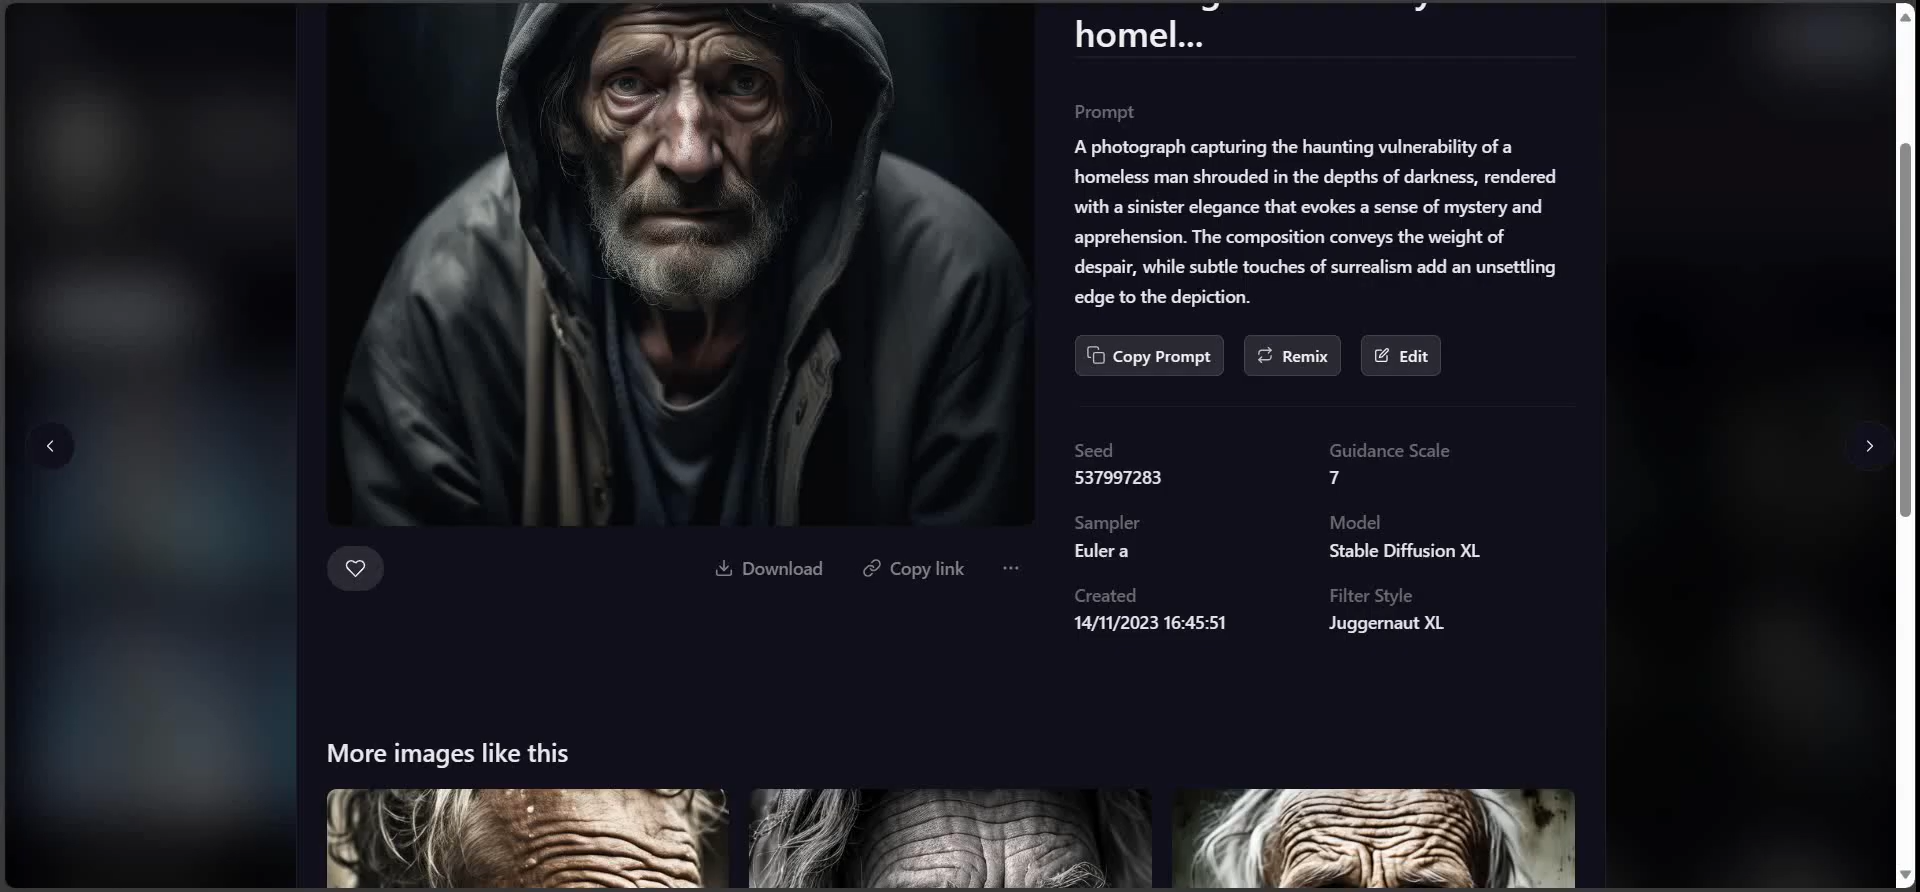 homel...
Prompt
A photograph capturing the haunting vulnerability of a
homeless man shrouded in the depths of darkness, rendered
with a sinister elegance that evokes a sense of mystery and
apprehension. The composition conveys the weight of
despair, while subtle touches of surrealism add an unsettling
edge to the depiction.
Copy Prompt
Remix
Edit
Seed
Guidance Scale
537997283
7
Sampler
Model
Euler a
Stable Diffusion XL
Created
Filter Style
14/11/2023 16:45:51
Juggernaut XL
Download
Copy link
More images like this